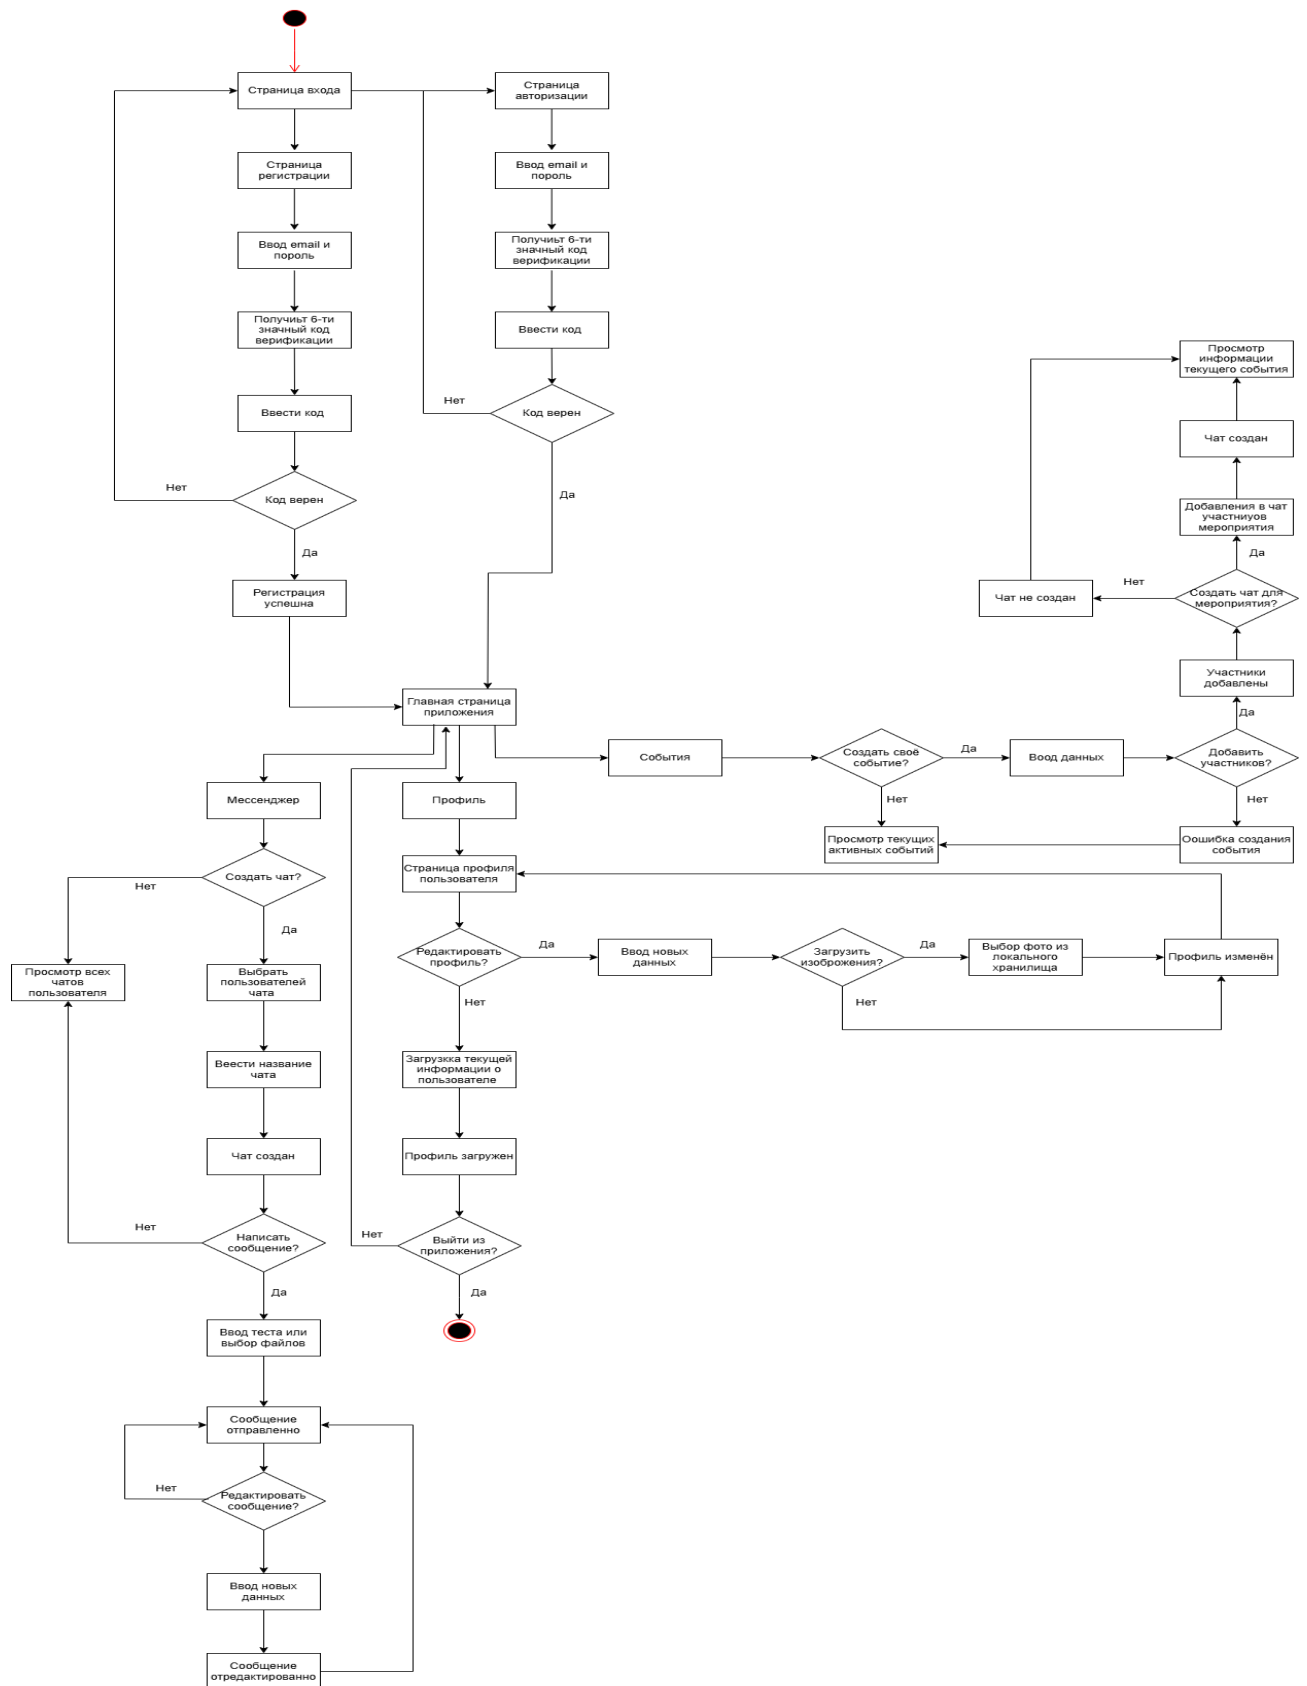 Страница входа
Страница
авторизации
Страница
регистрации
Ввод email и
пороль
Ввод email и
пороль
Получиьт 6-ти
значный код
верификации
Получиьт 6-ти
значный код
верификации
Ввести код
Ввести код
Код верен
Нет
Да
Код верен
Нет
Да
Регистрация
успешна
Просмотр
информации
текущего события
Чат создан
Добавления в чат
участниуов
мероприятия
Да
Создать чат для
мероприятия?
Нет
Чат не создан
Участники
добавлены
Да
Главная страница
приложения
События
Создать своё
событие?
Да
Воод данных
Добавить
участников?
Нет
Нет
Просмотр текущих
активных событий
Оошибка создания
события
Мессенджер
Профиль
Создать чат?
Нет
Да
Страница профиля
пользователя
Просмотр всех
чатов
пользователя
Выбрать
пользователей
чата
Редактировать
профиль?
Да
Ввод новых
данных
Загрузить
изоброжения?
Да
Выбор фото из
локального
хранилища
Профиль изменён
Нет
Нет
Веести название
чата
Загрузкка текущей
информации о
пользователе
Чат создан
Профиль загружен
Нет
Написать
сообщение?
Да
Нет
Выйти из
приложения?
Да
Ввод теста или
выбор файлов
Сообщение
отправленно
Нет
Редактировать
сообщение?
Ввод новых
данных
Сообщение
отредактированно